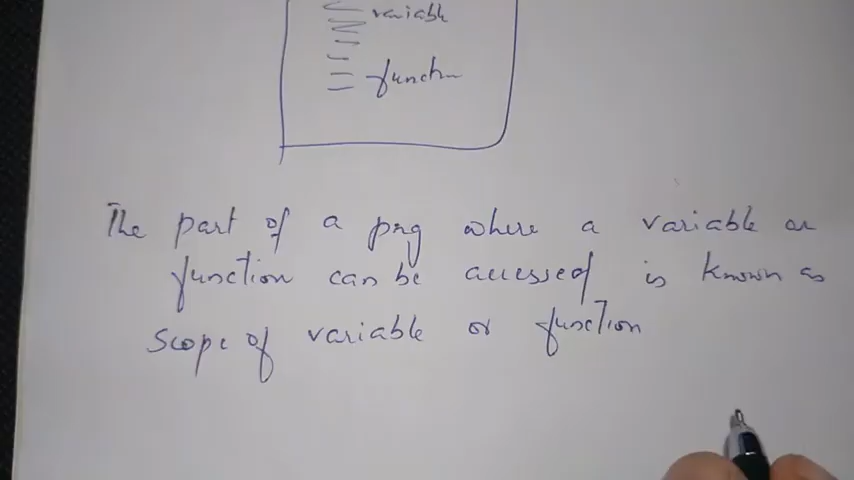 variable
function
The part of a prg where a variable or
function can be accessed is known as
scope of variable or function